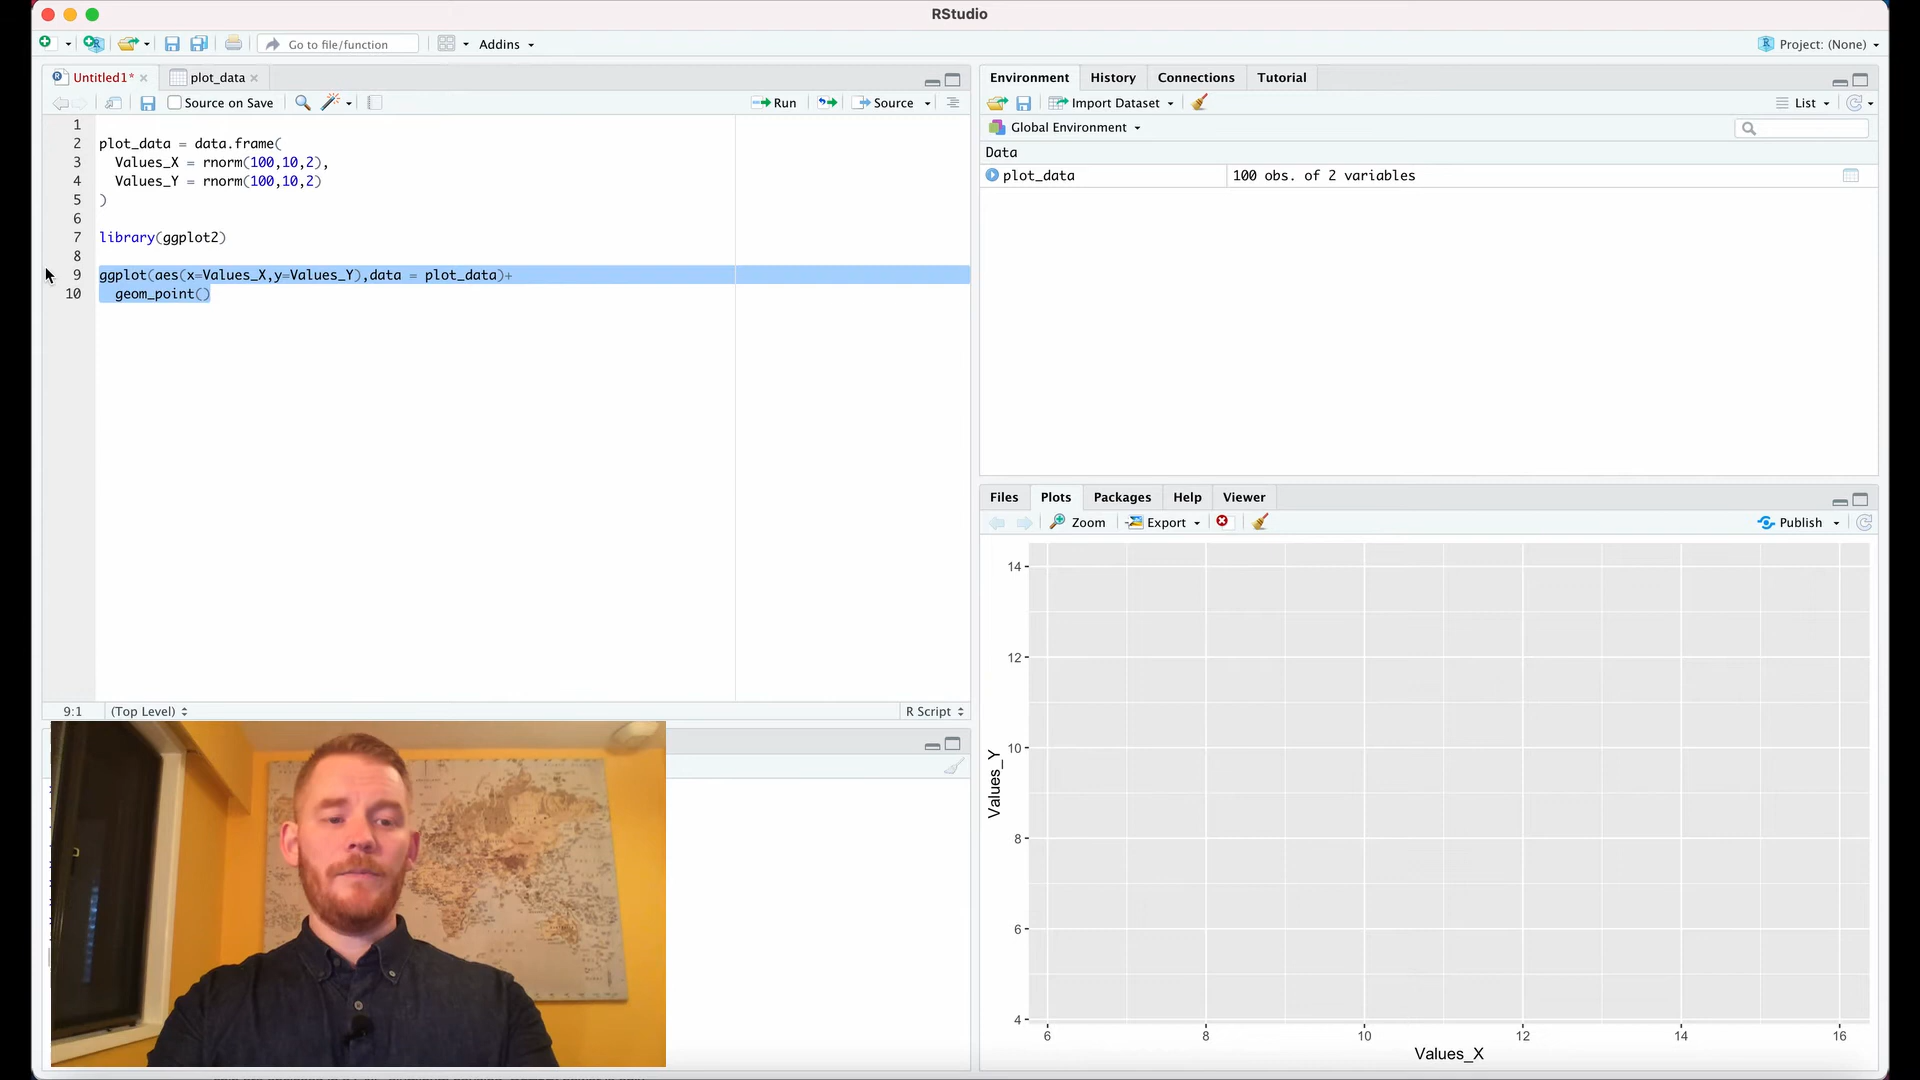 RStudio
Go to file/function
Addins
Project: (None)
Untitled1*
plot_data
Source on Save
Run
Source
1
2 plot_data = data.frame(
3 Values_X = rnorm(100,10,2),
4 Values_Y = rnorm(100,10,2)
5 )
6
7 library(ggplot2)
8
9 ggplot(aes(x=Values_X,y=Values_Y),data = plot_data)+
10 geom_point()
9:1
(Top Level)
R Script
Environment
History
Connections
Tutorial
Import Dataset
List
Global Environment
Data
plot_data
100 obs. of 2 variables
Files
Plots
Packages
Help
Viewer
Zoom
Export
Publish
14
12
10
8
6
4
Values_Y
6 8 10 12 14 16
Values_X